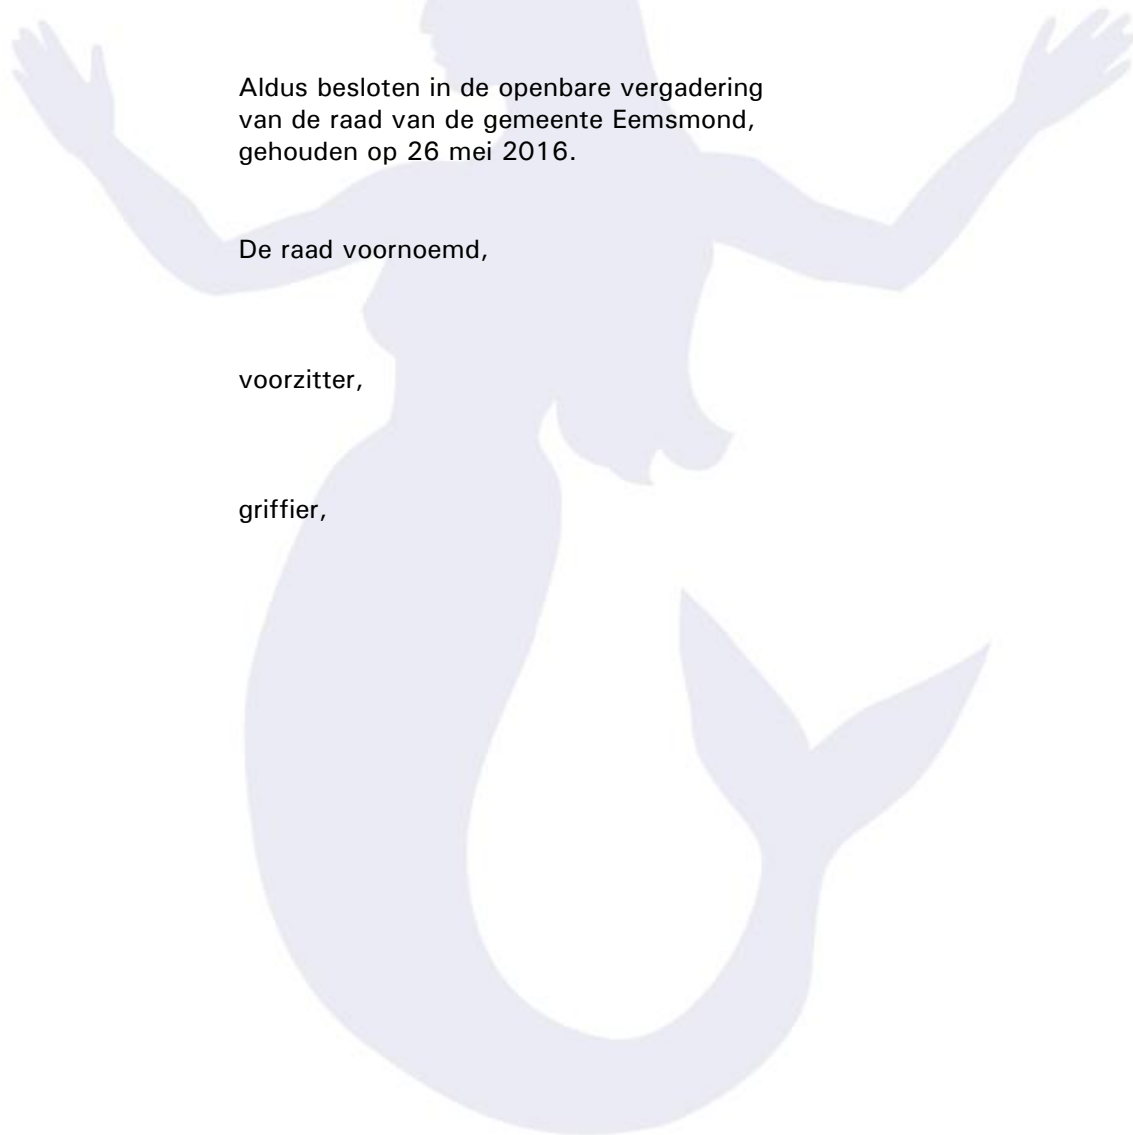 Aldus besloten in de openbare vergadering
van de raad van de gemeente Eemsmond,
gehouden op 26 mei 2016.
De raad voornoemd,
voorzitter,
griffier,